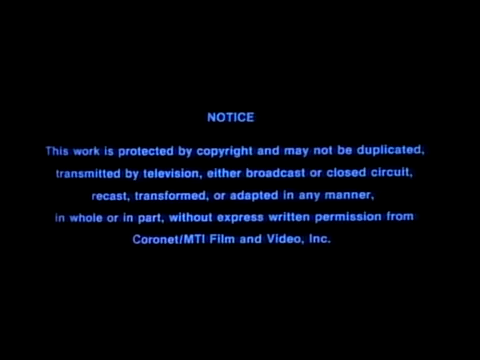 NOTICE
This work is protected by copyright and may not be duplicated,
transmitted by television, either broadcast or closed circuit,
recast, transformed, or adapted in any manner,
in whole or in part, without express written permission from
Coronet/MTI Film and Video, Inc.